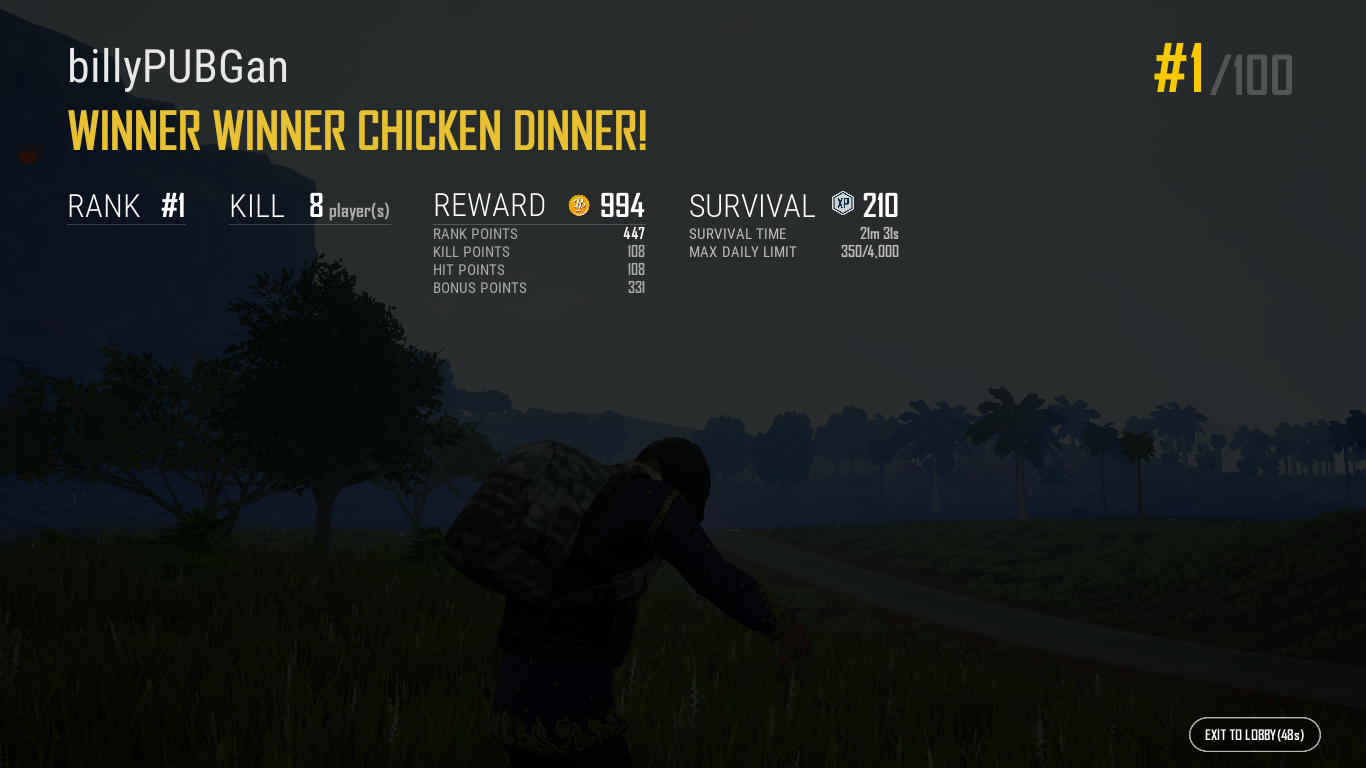 billyPUBGan
#1/100
WINNER WINNER CHICKEN DINNER!
RANK #1
KILL 8 player(s)
REWARD 994
RANK POINTS 447
KILL POINTS 108
HIT POINTS 108
BONUS POINTS 331
SURVIVAL XP 210
SURVIVAL TIME 21m 31s
MAX DAILY LIMIT 350/4,000
EXIT TO LOBBY(48s)